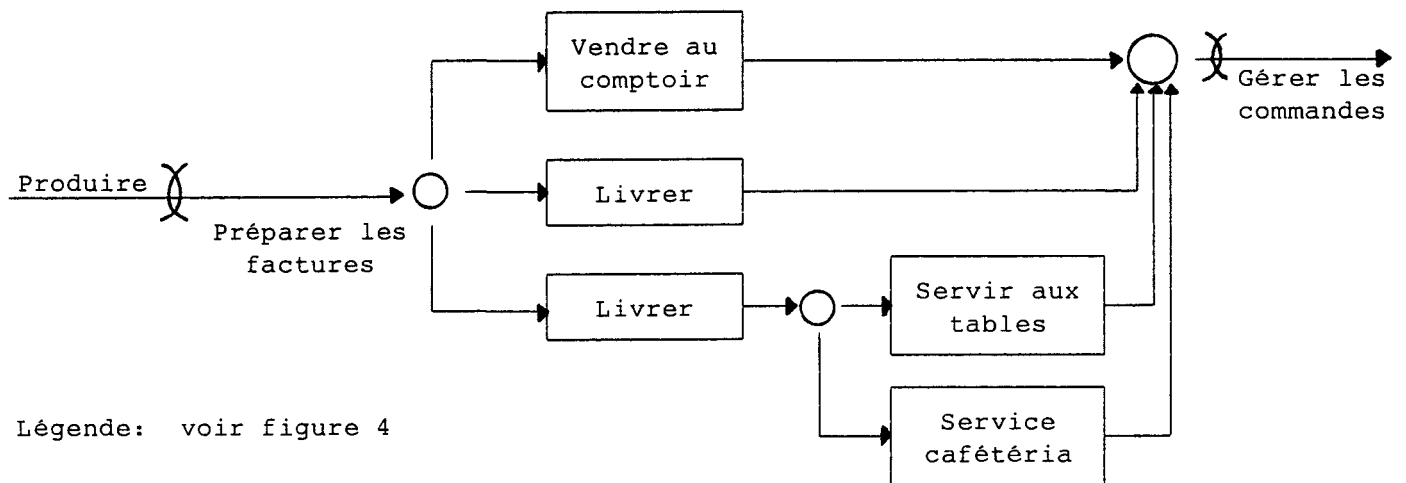 Vendre au
comptoir
Gérer les
commandes
Produire
Livrer
Préparer les
factures
Livrer
Servir aux
tables
Légende: voir figure 4
Service
cafétéria